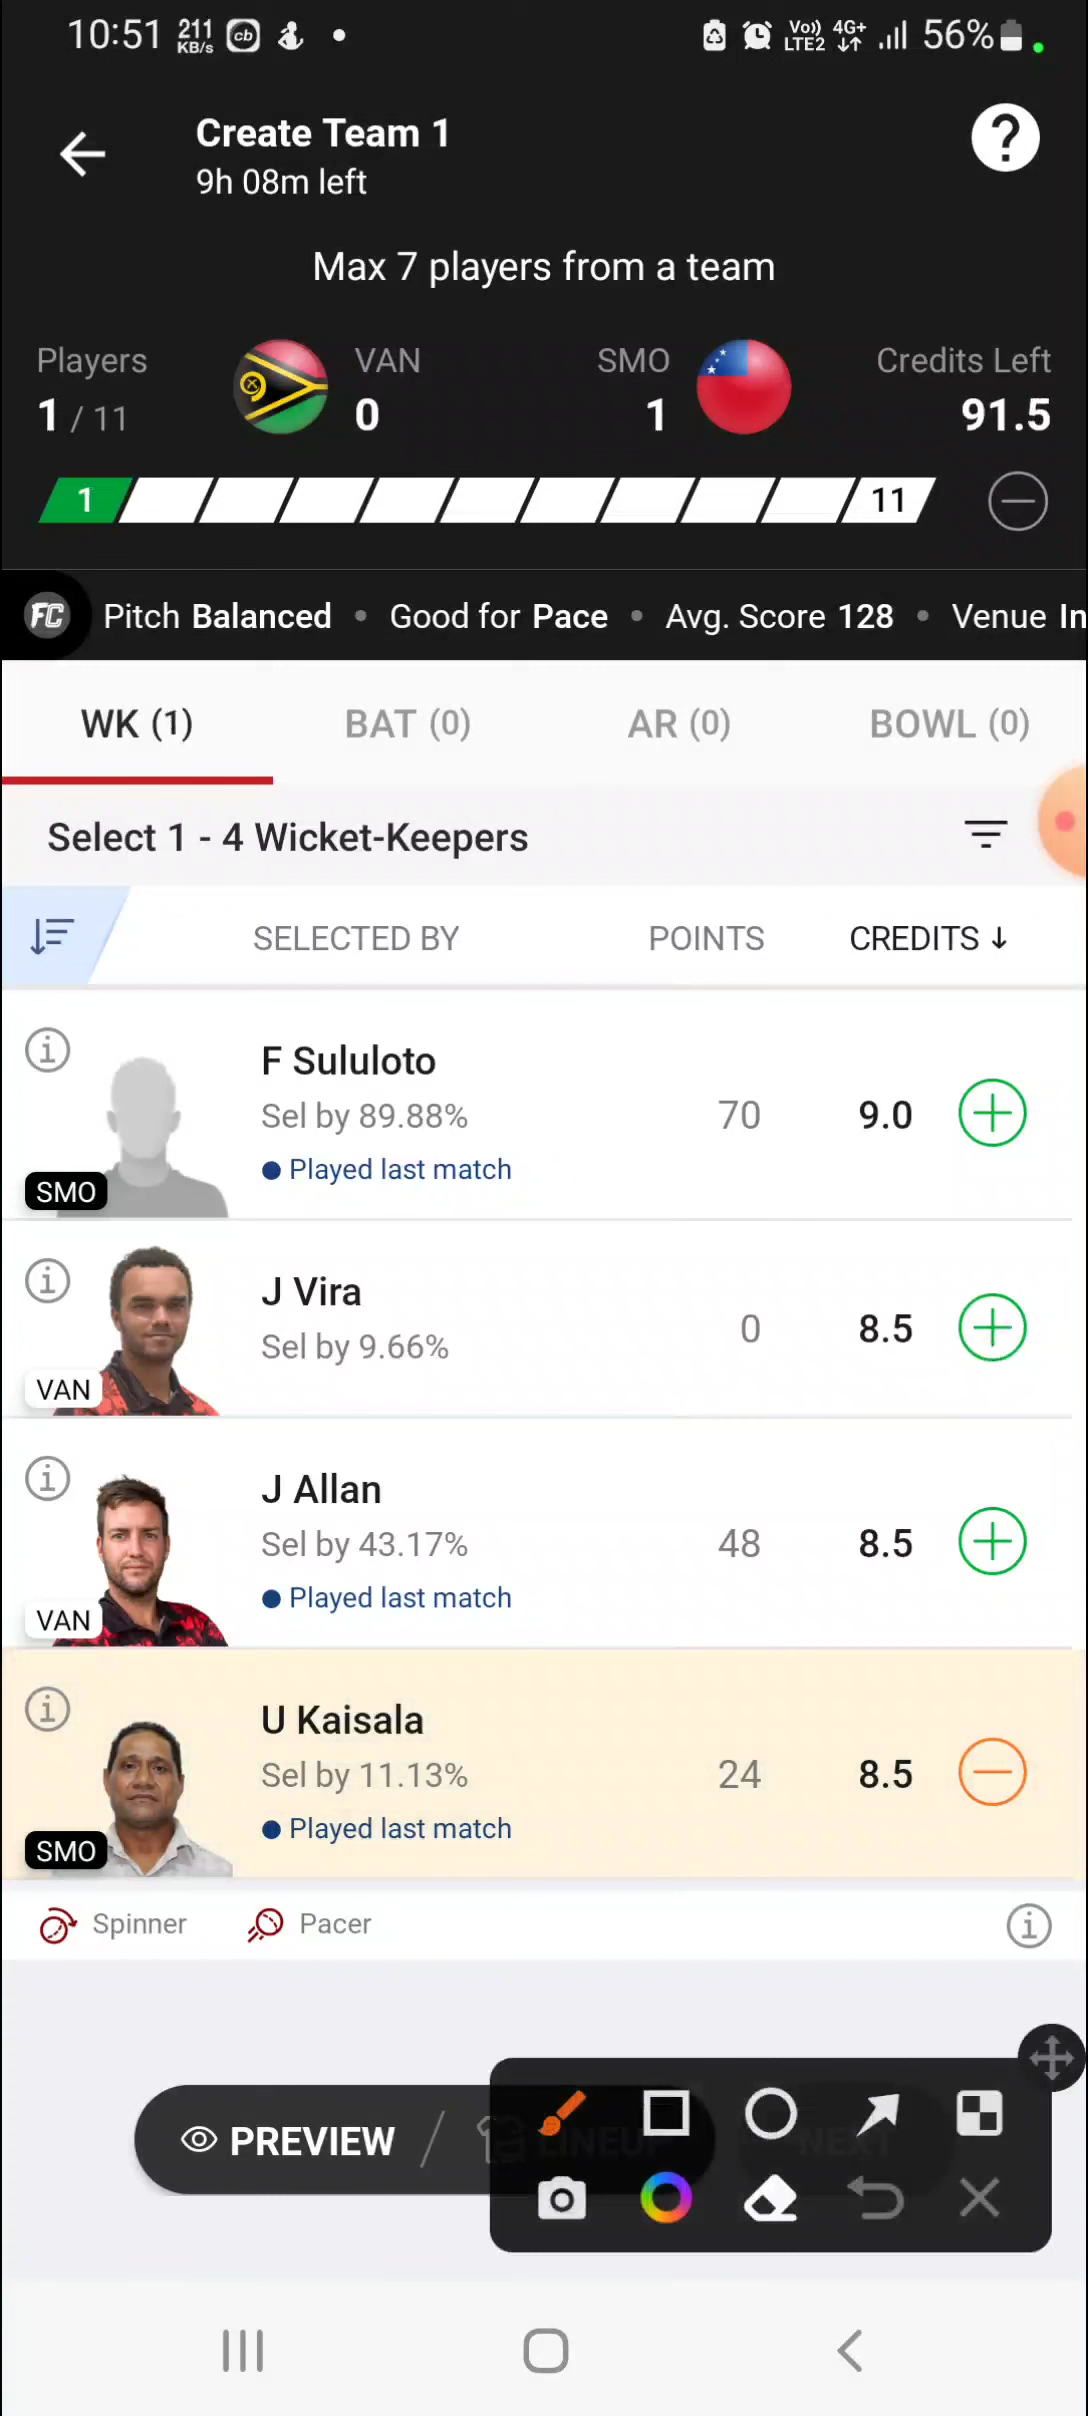 10:51 211 KB/s cb Vo)) LTE2 4G+ 56%
Create Team 1
9h 08m left
Max 7 players from a team
Players VAN SMO Credits Left
1 / 11 0 1 91.5
1 11
FC Pitch Balanced • Good for Pace • Avg. Score 128 • Venue In
WK (1) BAT (0) AR (0) BOWL (0)
Select 1 - 4 Wicket-Keepers
SELECTED BY POINTS CREDITS ↓
F Sululoto
Sel by 89.88% 70 9.0
Played last match
SMO
J Vira
Sel by 9.66% 0 8.5
VAN
J Allan
Sel by 43.17% 48 8.5
Played last match
VAN
U Kaisala
Sel by 11.13% 24 8.5
Played last match
SMO
Spinner Pacer
PREVIEW / LINEUP NEXT